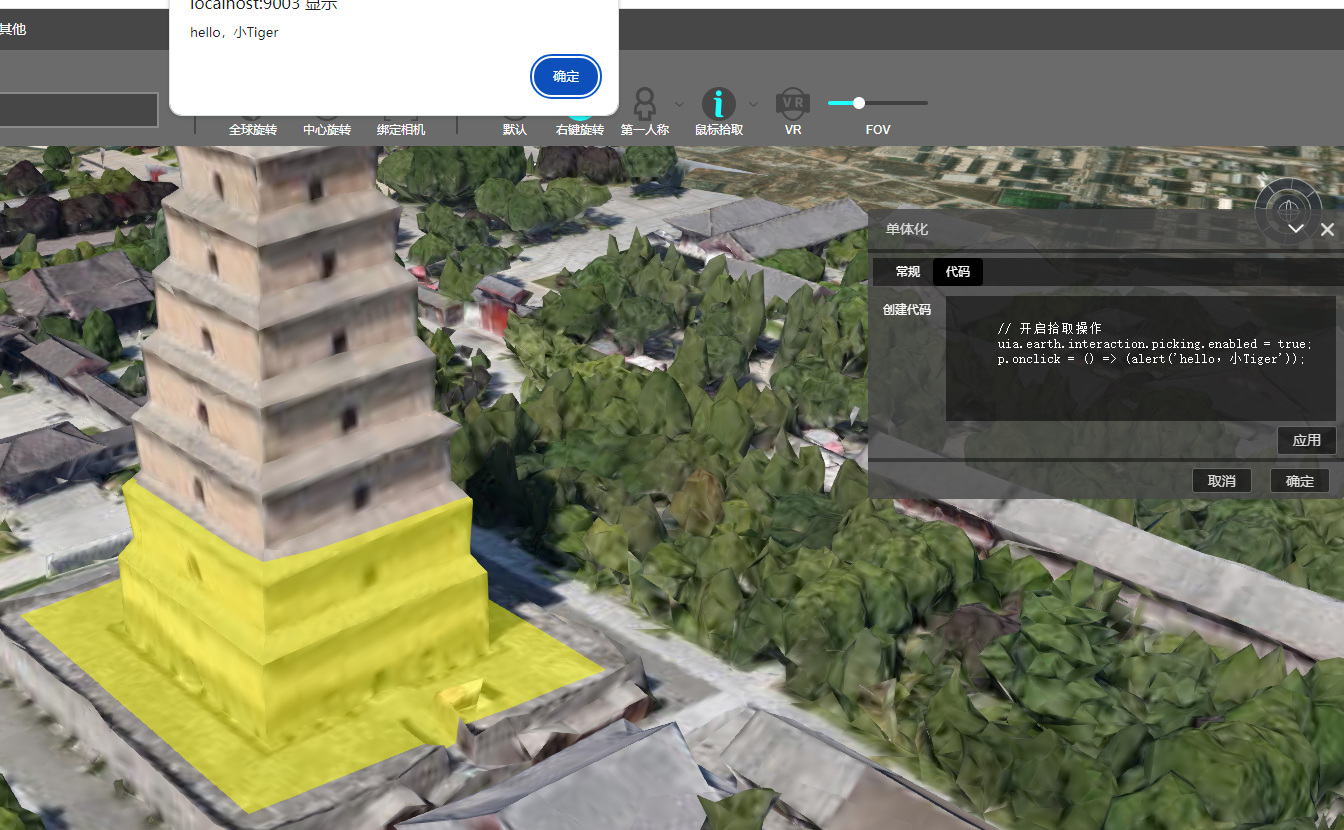 localhost:9003 显示
其他
hello，小Tiger
确定
VR
全球旋转
中心旋转
绑定相机
默认
右键旋转
第一人称
鼠标拾取
VR
FOV
单体化
常规
代码
创建代码
// 开启拾取操作
uia.earth.interaction.picking.enabled = true;
p.onclick = () => (alert('hello，小Tiger'));
应用
取消
确定